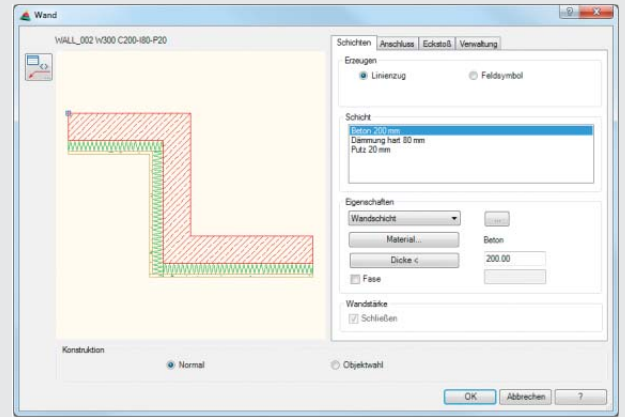 Wand
WALL_002 W300 C200-I80-P20
Schichten Anschluss Eckstoß Verwaltung
Erzeugen
Linienzug Feldsymbol
Schicht
Beton 200 mm
Dämmung hart 80 mm
Putz 20 mm
Eigenschaften
Wandschicht ...
Material... Beton
Dicke < 200.00
Fase
Wandstärke
Schließen
Konstruktion
Normal Objektwahl
OK Abbrechen ?